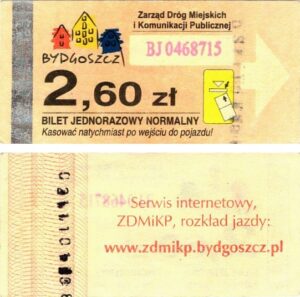 Zarząd Dróg Miejskich
i Komunikacji Publicznej
BJ 0468715
BYDGOSZCZ
2,60 zł
BILET JEDNORAZOWY NORMALNY
Kasować natychmiast po wejściu do pojazdu!
Serwis internetowy,
ZDMiKP, rozkład jazdy:
www.zdmikp.bydgoszcz.pl